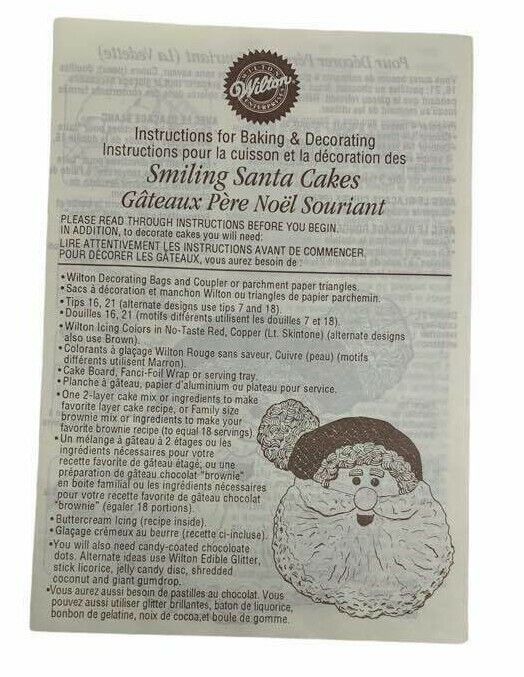 Pour Décorer
(La Vedette)
WILTON
Wilton
ENTERPRISES
Instructions for Baking & Decorating
Instructions pour la cuisson et la décoration des
Smiling Santa Cakes
Gâteaux Père Noël Souriant
PLEASE READ THROUGH INSTRUCTIONS BEFORE YOU BEGIN.
IN ADDITION, to decorate cakes you will need:
LIRE ATTENTIVEMENT LES INSTRUCTIONS AVANT DE COMMENCER.
POUR DÉCORER LES GÂTEAUX, vous aurez besoin de :
•Wilton Decorating Bags and Coupler or parchment paper triangles.
•Sacs à décoration et manchon Wilton ou triangles de papier parchemin.
•Tips 16, 21 (alternate designs use tips 7 and 18)
•Douilles 16, 21 (motifs différents utilisent les douilles 7 et 18).
•Wilton Icing Colors in No-Taste Red, Copper (Lt. Skintone) (alternate designs
also use Brown).
•Colorants à glaçage Wilton Rouge sans saveur, Cuivre (peau) (motifs
différents utilisent Marron).
•Cake Board, Fanci-Foil Wrap or serving tray.
•Planche à gâteau, papier d'aluminium ou plateau pour service.
•One 2-layer cake mix or ingredients to make
favorite layer cake recipe, or Family size
brownie mix or ingredients to make your
favorite brownie recipe (to equal 18 servings)
•Un mélange à gâteau à 2 étages ou les
ingrédients nécessaires pour votre
recette favorite de gâteau étagé, ou une
préparation de gâteau chocolat "brownie"
en boite familial ou les ingrédients nécessaires
pour votre recette favorite de gâteau chocolat
"brownie" (égaler 18 portions).
•Buttercream Icing (recipe inside).
•Glaçage crémeux au beurre (recette ci-incluse).
•You will also need candy-coated chocoloate
dots. Alternate ideas use Wilton Edible Glitter,
stick licorice, jelly candy disc, shredded
coconut and giant gumdrop.
•Vous aurez aussi besoin de pastilles au chocolat. Vous
pouvez aussi utiliser glitter brillantes, baton de liquorice,
bonbon de gelatine, noix de cocoa,et boule de gomme.